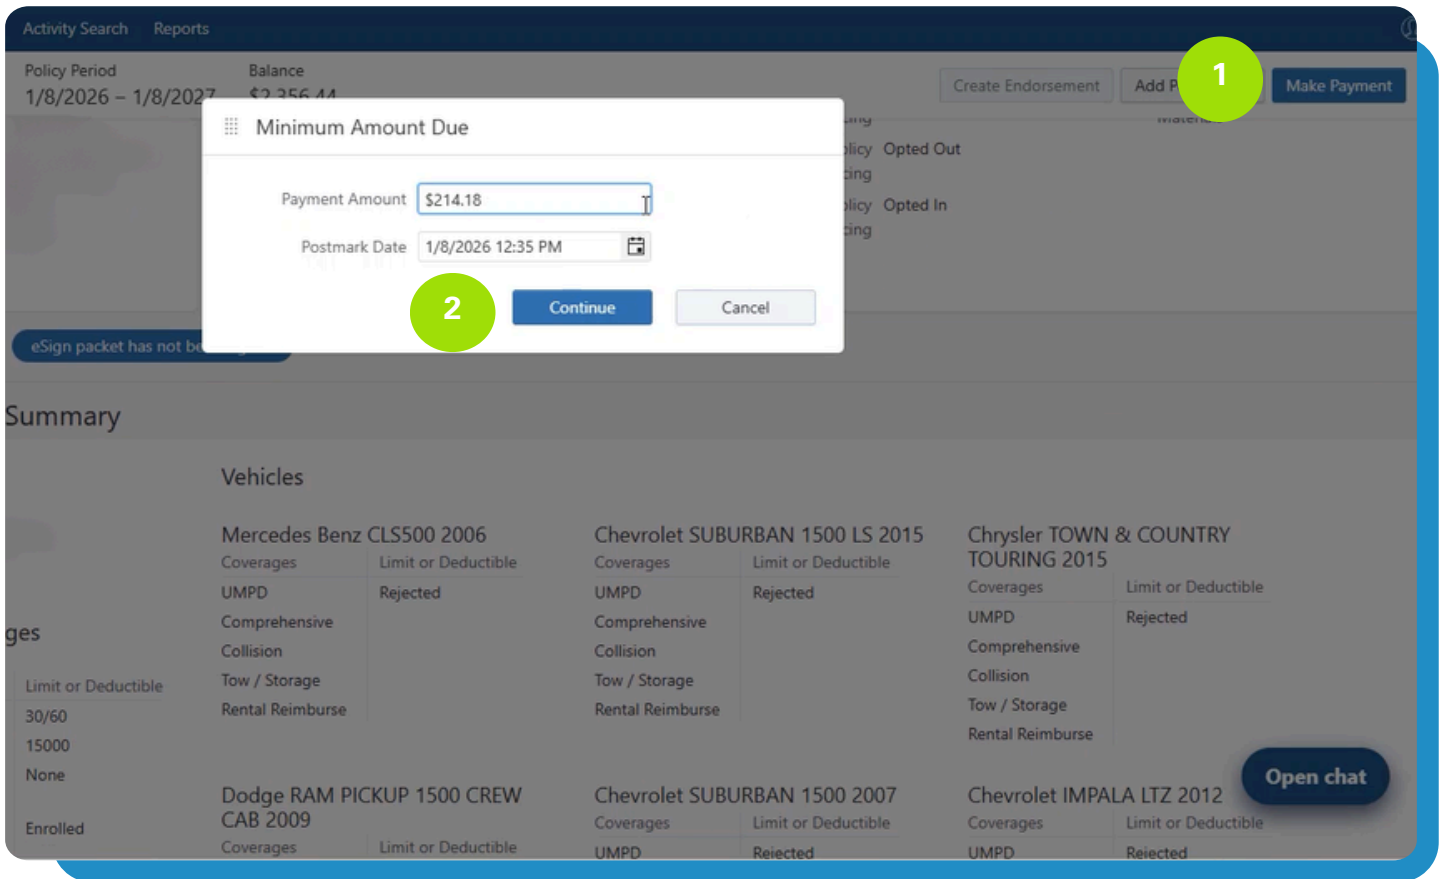 Activity Search Reports
Policy Period Balance
1/8/2026 – 1/8/2027 $2,356.44
Create Endorsement Add 1 Make Payment
Minimum Amount Due
Opted Out
Payment Amount $214.18
Opted In
Postmark Date 1/8/2026 12:35 PM
2 Continue Cancel
eSign packet has not
Summary
Vehicles
Mercedes Benz CLS500 2006
Coverages Limit or Deductible
UMPD Rejected
Comprehensive
Collision
Tow / Storage
Rental Reimburse
Chevrolet SUBURBAN 1500 LS 2015
Coverages Limit or Deductible
UMPD Rejected
Comprehensive
Collision
Tow / Storage
Rental Reimburse
Chrysler TOWN & COUNTRY
TOURING 2015
Coverages Limit or Deductible
UMPD Rejected
Comprehensive
Collision
Tow / Storage
Rental Reimburse
ges
Limit or Deductible
30/60
15000
None
Enrolled
Dodge RAM PICKUP 1500 CREW
CAB 2009
Coverages Limit or Deductible
Chevrolet SUBURBAN 1500 2007
Coverages Limit or Deductible
UMPD Rejected
Chevrolet IMPALA LTZ 2012
Coverages Limit or Deductible
UMPD Rejected
Open chat